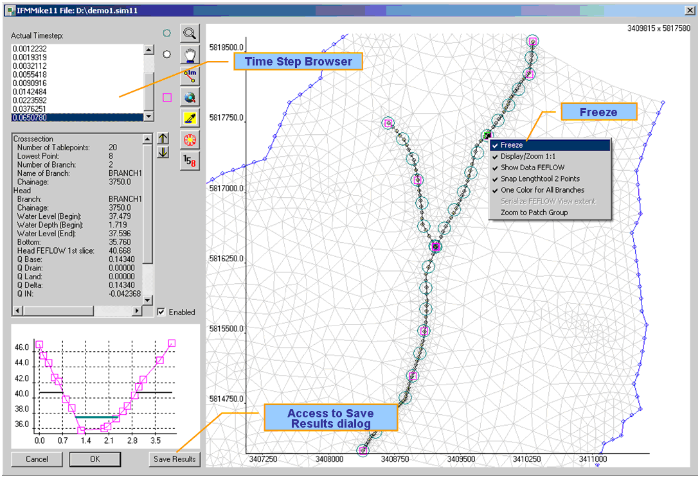 IFMMike11 File: D:\demo1.sim11
3409815 x 5817580
Actual Timestep:
0.0012232
0.0019319
0.0032112
0.0055418
0.0090916
0.0142484
0.0223592
0.0376251
0.0650780
Time Step Browser
Crosssection
Number of Tablepoints: 20
Lowest Point: 8
Number of Branch: 2
Name of Branch: BRANCH1
Chainage: 3750.0
Head
Branch: BRANCH1
Chainage: 3750.0
Water Level (Begin): 37.479
Water Depth (Begin): 1.719
Water Level (End): 37.596
Bottom: 35.760
Head FEFLOW 1st slice: 40.668
Q Base: 0.14340
Q Drain: 0.00000
Q Land: 0.00000
Q Delta: 0.14340
Q IN: -0.042368
Enabled
46.0
44.0
42.0
40.0
38.0
36.0
0.0 0.7 1.4 2.1 2.8 3.5
Cancel
OK
Save Results
5818500.0
5817750.0
5817000.0
5816250.0
5815500.0
5814750.0
3407250 3408000 3408750 3409500 3410250 3411000
Freeze
Freeze
Display/Zoom 1:1
Show Data FEFLOW
Snap Lengthtool 2 Points
One Color for All Branches
Serialize FEFLOW View extent
Zoom to Patch Group
Access to Save
Results dialog